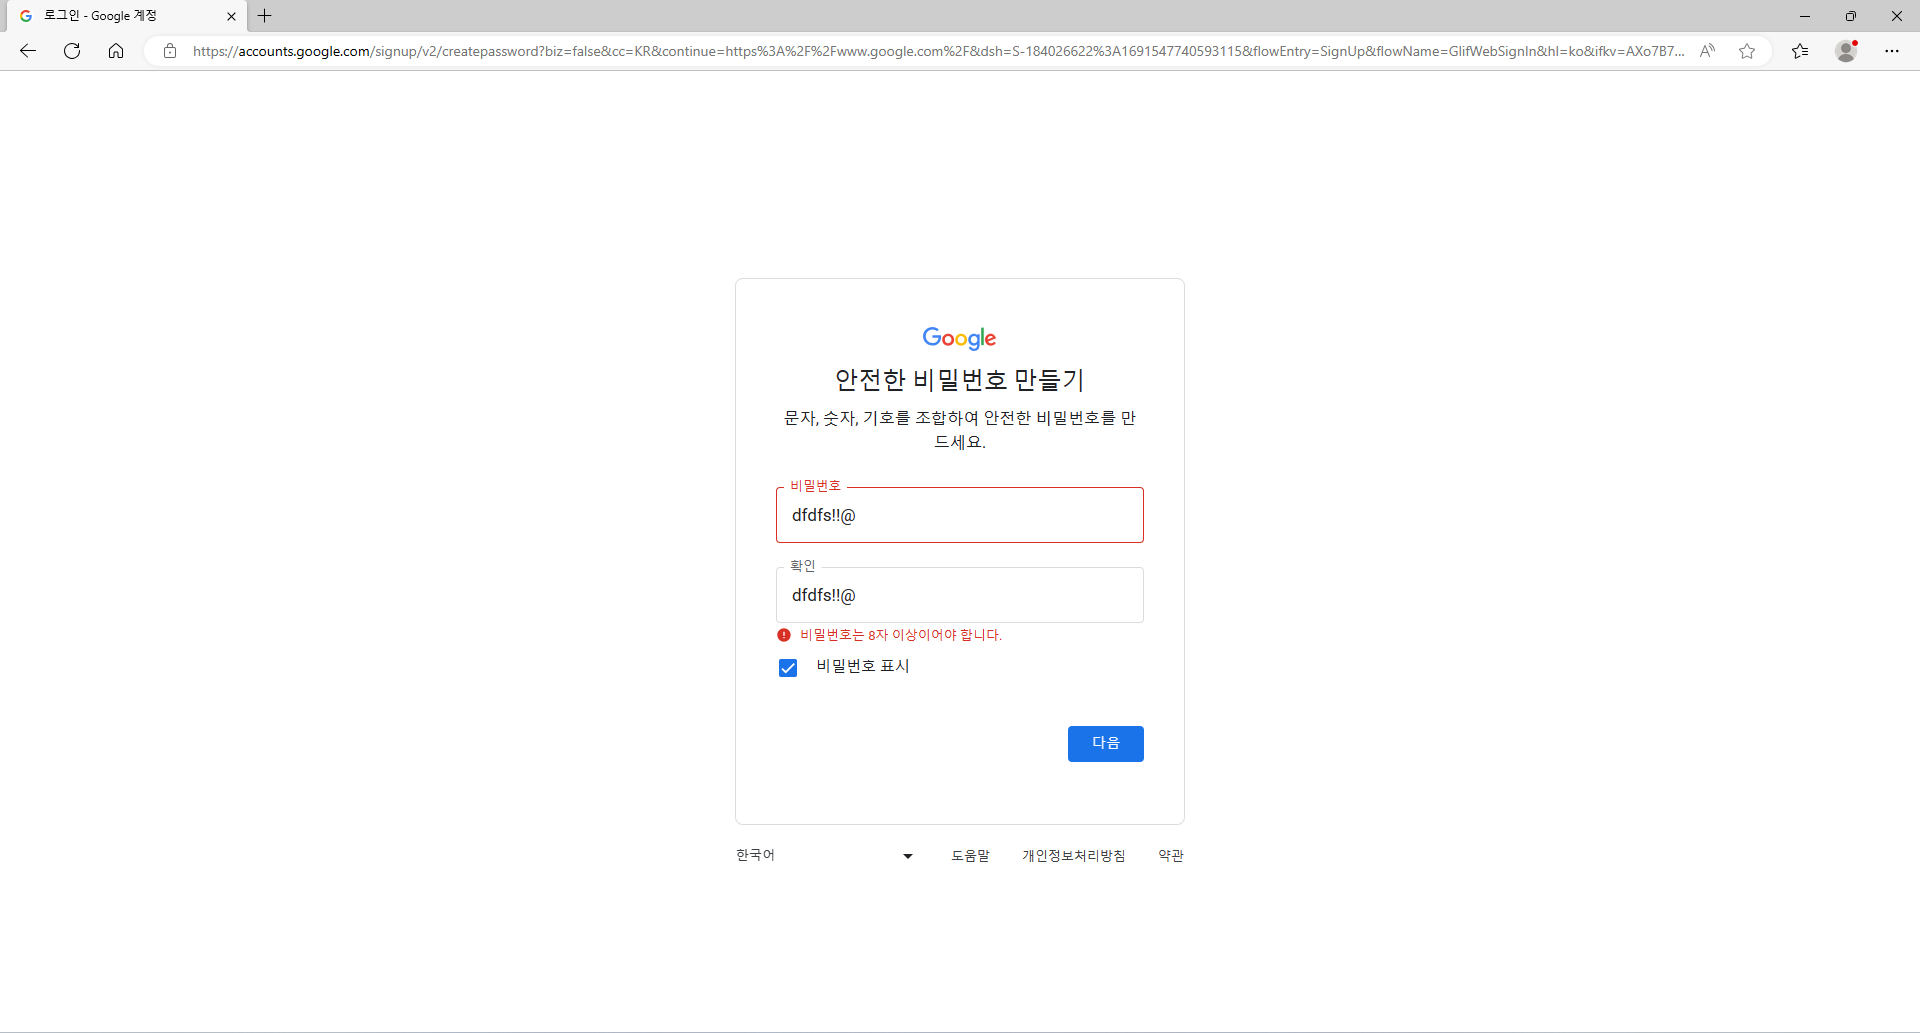 로그인 - Google 계정
https://accounts.google.com/signup/v2/createpassword?biz=false&cc=KR&continue=https%3A%2F%2Fwww.google.com%2F&dsh=S-184026622%3A1691547740593115&flowEntry=SignUp&flowName=GlifWebSignIn&hl=ko&ifkv=AXo7B7...
Google
안전한 비밀번호 만들기
문자, 숫자, 기호를 조합하여 안전한 비밀번호를 만
드세요.
비밀번호
dfdfs!!@
확인
dfdfs!!@
비밀번호는 8자 이상이어야 합니다.
비밀번호 표시
다음
한국어 도움말 개인정보처리방침 약관